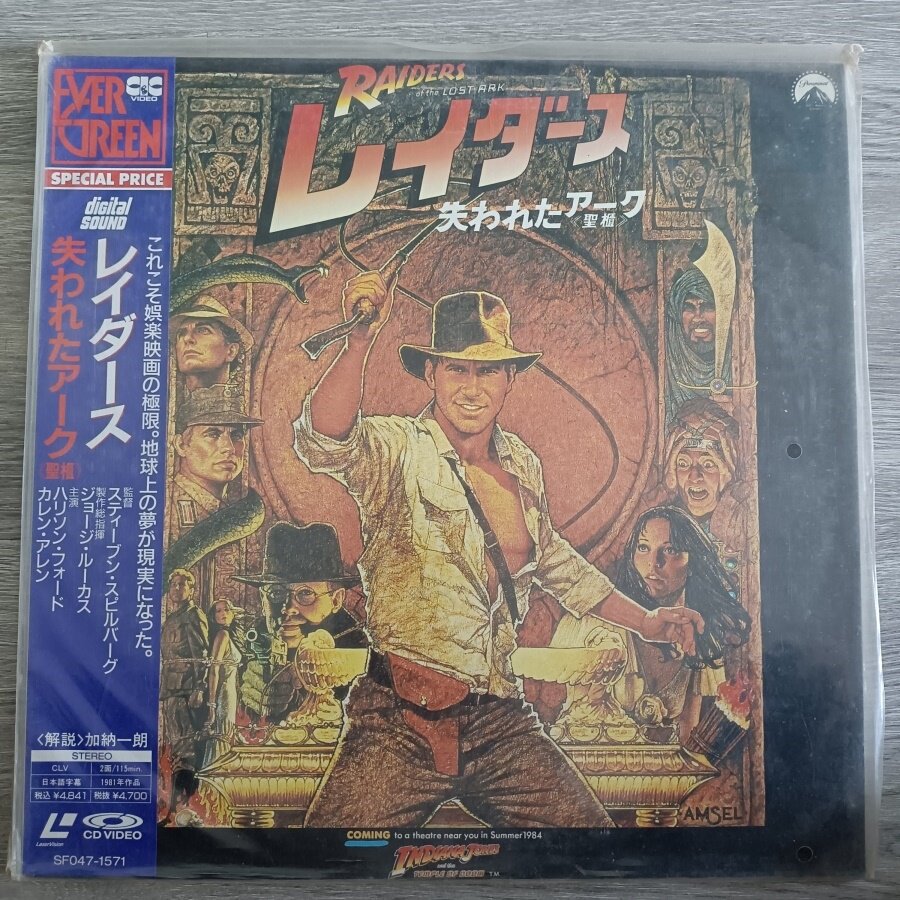 EVER GREEN
CIC VIDEO
SPECIAL PRICE
digital SOUND
レイダース
失われたアーク《聖櫃》
これこそ娯楽映画の極限。地球上の夢が現実になった。
監督
スティーブン・スピルバーグ
製作総指揮
ジョージ・ルーカス
主演
ハリソン・フォード
カレン・アレン
〈解説〉加納一朗
STEREO
CLV 2面/115min.
日本語字幕 1981年作品
税込 ¥4,841 税抜 ¥4,700
LaserVision
CD VIDEO
SF047-1571
RAIDERS
of the LOST ARK
レイダース
失われたアーク《聖櫃》
Paramount
AMSEL
COMING to a theatre near you in Summer 1984
INDIANA JONES
and the
TEMPLE OF DOOM T.M.